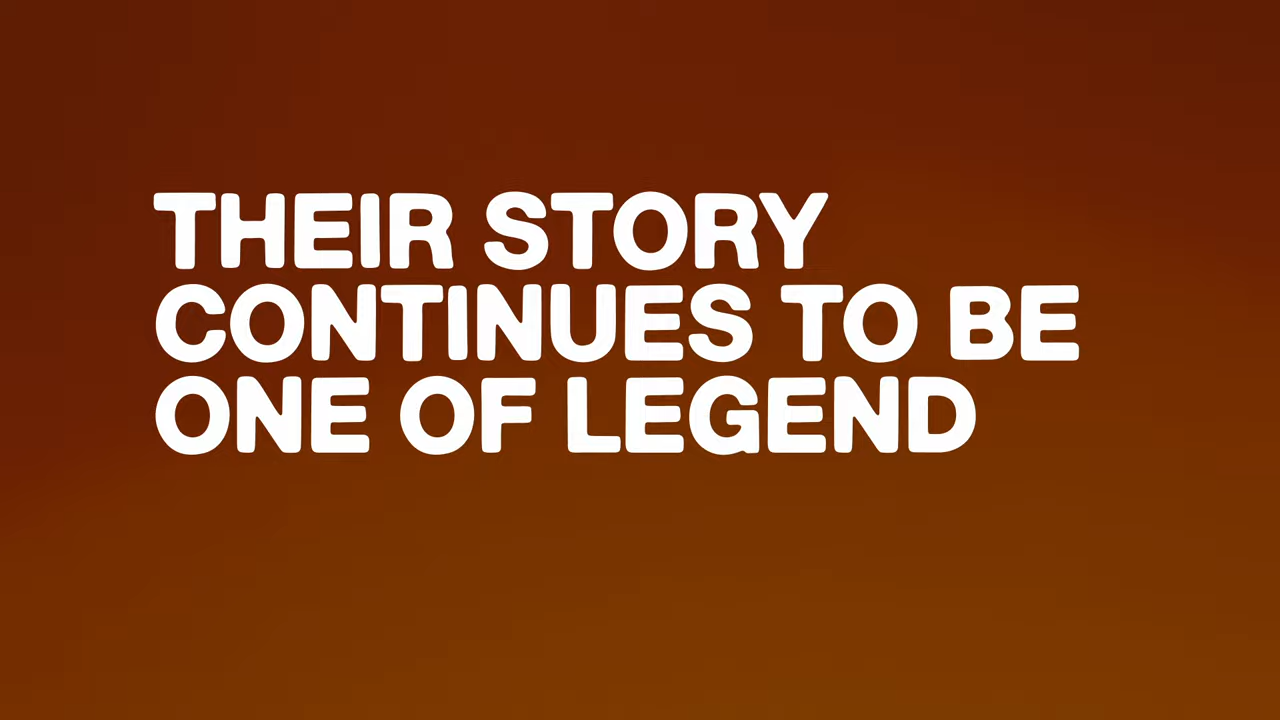 THEIR STORY
CONTINUES TO BE
ONE OF LEGEND